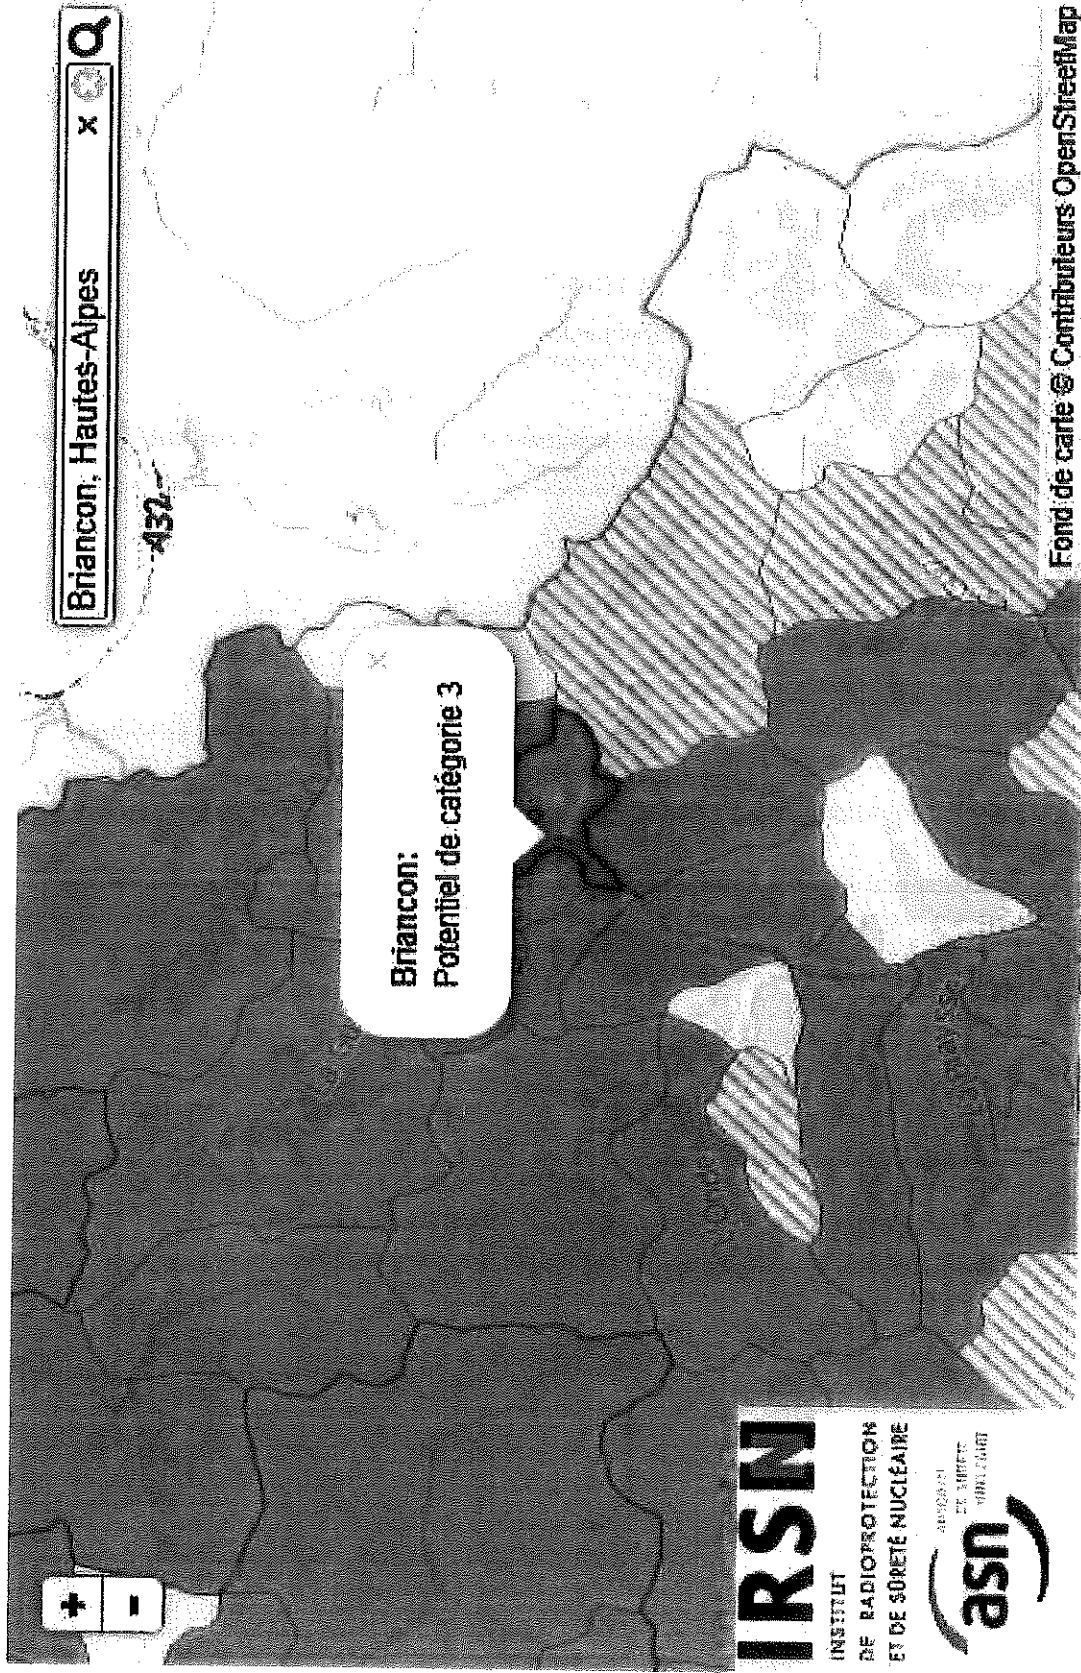 Briancon, Hautes-Alpes x
132-
+
-
Briancon:
Potentiel de catégorie 3
x
IRSN
INSTITUT
DE RADIOPROTECTION
ET DE SÛRETÉ NUCLÉAIRE
asn
Fond de carte © Contributeurs OpenStreetMap